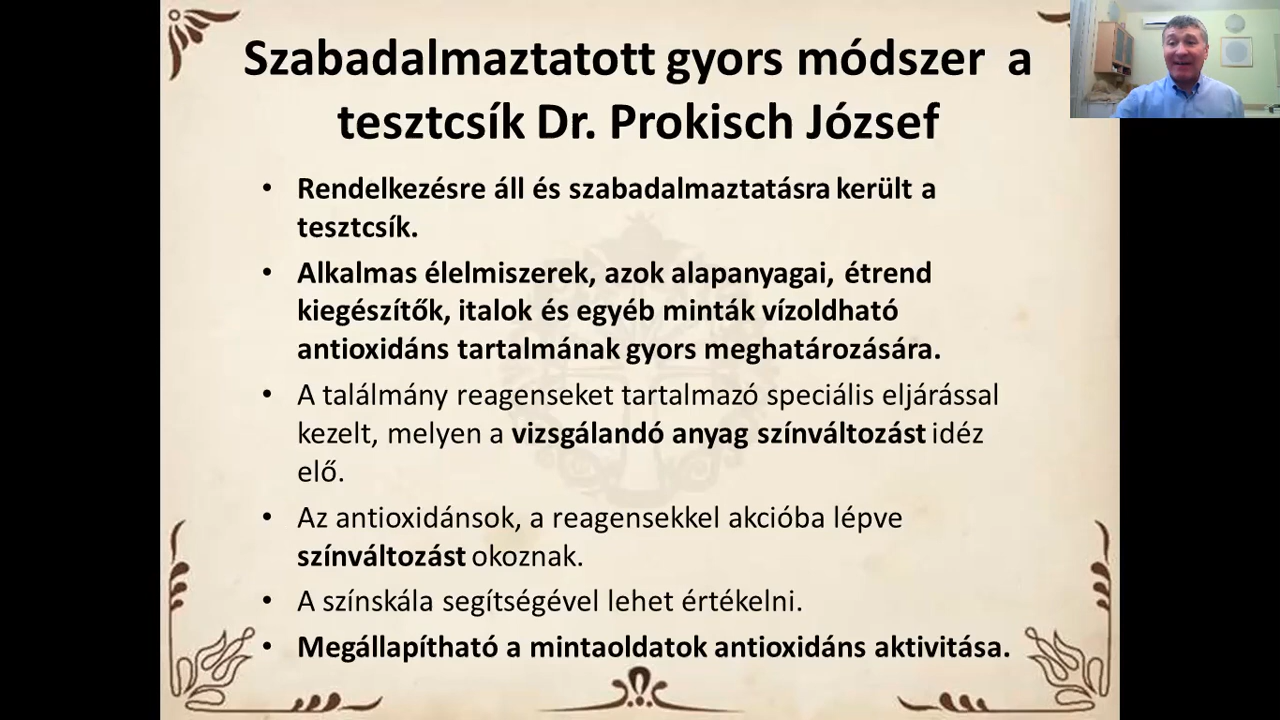 Szabadalmaztatott gyors módszer a
tesztcsík Dr. Prokisch József
• Rendelkezésre áll és szabadalmaztatásra került a
tesztcsík.
• Alkalmas élelmiszerek, azok alapanyagai, étrend
kiegészítők, italok és egyéb minták vízoldható
antioxidáns tartalmának gyors meghatározására.
• A találmány reagenseket tartalmazó speciális eljárással
kezelt, melyen a vizsgálandó anyag színváltozást idéz
elő.
• Az antioxidánsok, a reagensekkel akcióba lépve
színváltozást okoznak.
• A színskála segítségével lehet értékelni.
• Megállapítható a mintaoldatok antioxidáns aktivitása.